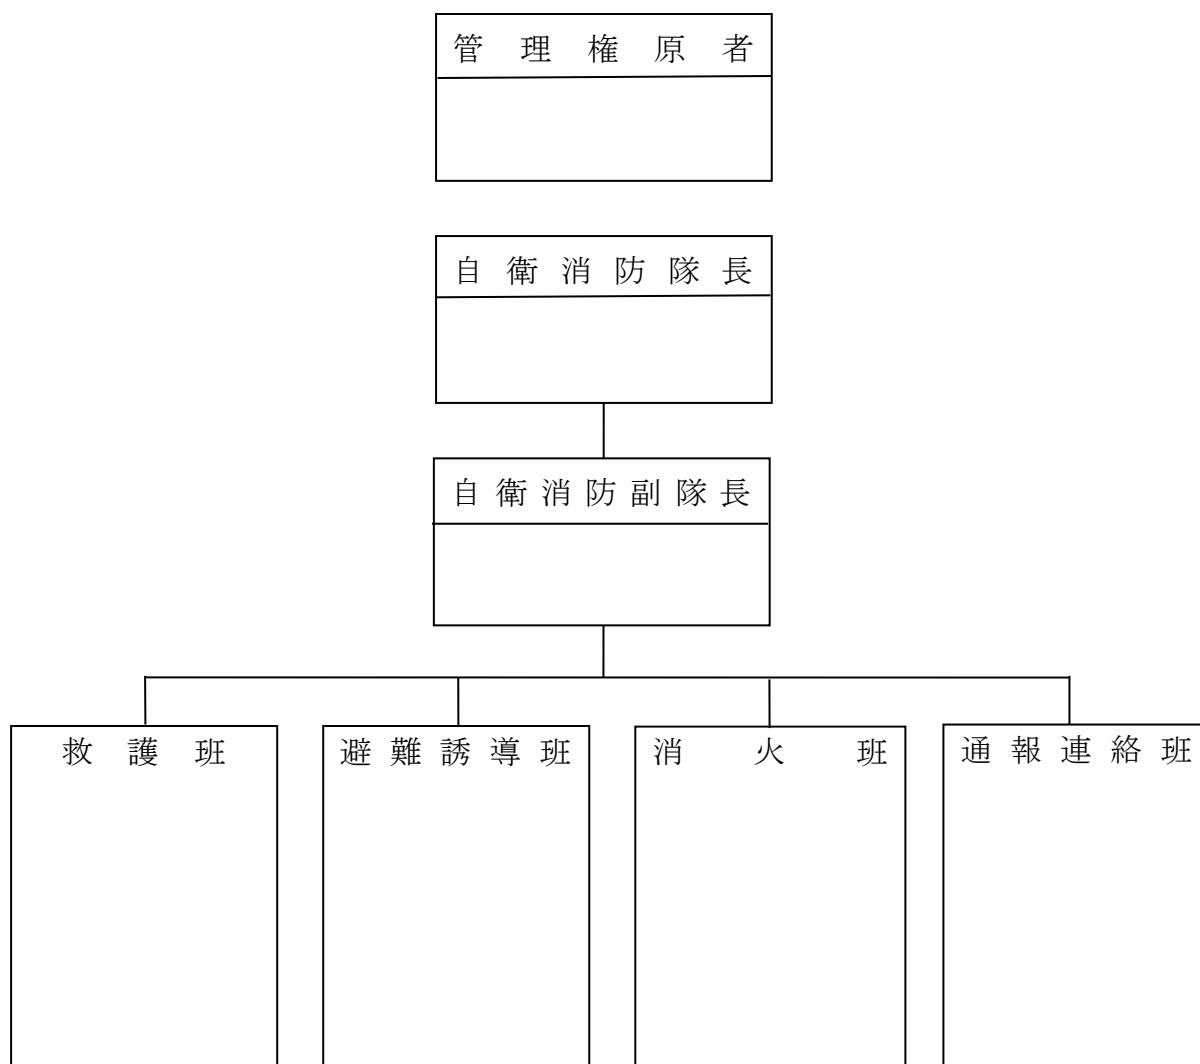 管理権原者
自衛消防隊長
自衛消防副隊長
救護班
避難誘導班
消火班
通報連絡班